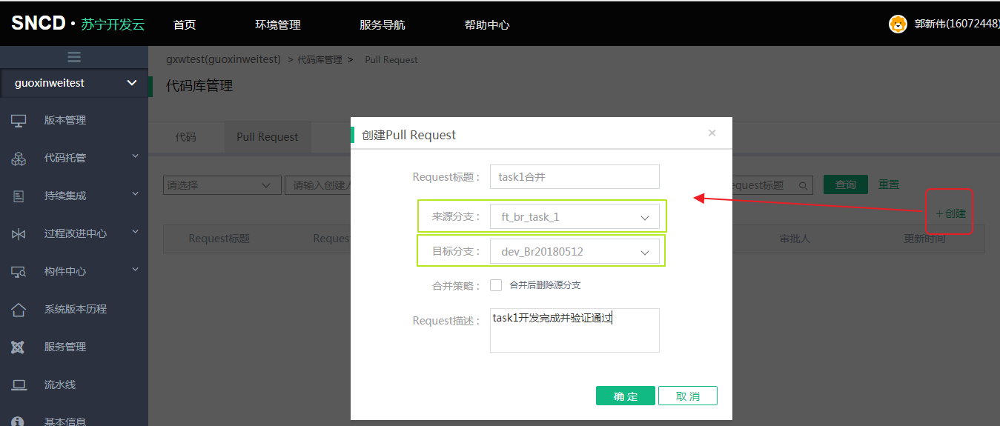 SNCD · 苏宁开发云 首页 环境管理 服务导航 帮助中心 郭新伟(16072448)
gxwtest(guoxinweitest) > 代码库管理 > Pull Request
guoxinweitest
代码库管理
版本管理
代码托管
持续集成
过程改进中心
构件中心
系统版本历程
服务管理
流水线
基本信息
代码 Pull Request
请选择 请输入创建 equest标题 查询 重置
+创建
Request标题 Reques 审批人 更新时间
创建Pull Request ×
Request标题： task1合并
来源分支： ft_br_task_1
目标分支： dev_Br20180512
合并策略： 合并后删除源分支
Request描述： task1开发完成并验证通过
确 定 取 消